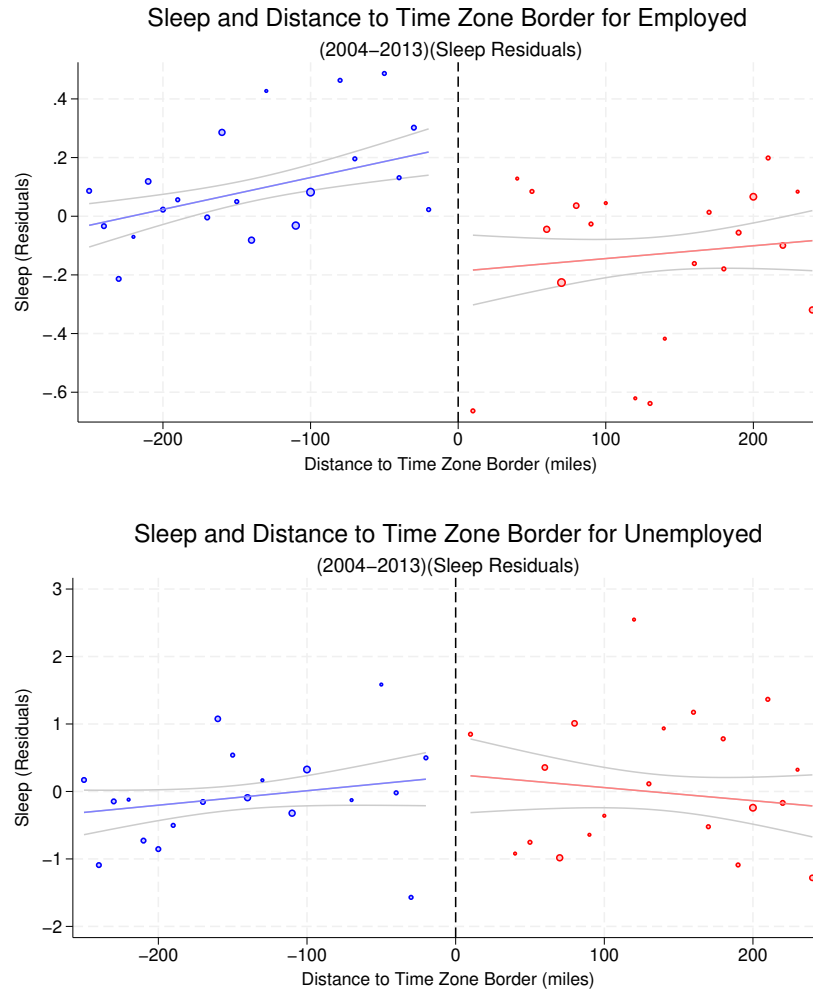 Sleep and Distance to Time Zone Border for Employed
(2004−2013)(Sleep Residuals)
Sleep (Residuals)
.4
.2
0
−.2
−.4
−.6
−200
−100
0
100
200
Distance to Time Zone Border (miles)
Sleep and Distance to Time Zone Border for Unemployed
(2004−2013)(Sleep Residuals)
Sleep (Residuals)
3
2
1
0
−1
−2
−200
−100
0
100
200
Distance to Time Zone Border (miles)